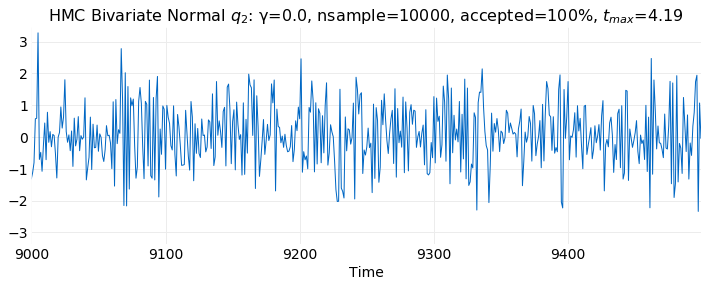 HMC Bivariate Normal q₂: γ=0.0, nsample=10000, accepted=100%, tₘₐₓ=4.19
3
2
1
0
−1
−2
−3
9000 9100 9200 9300 9400
Time